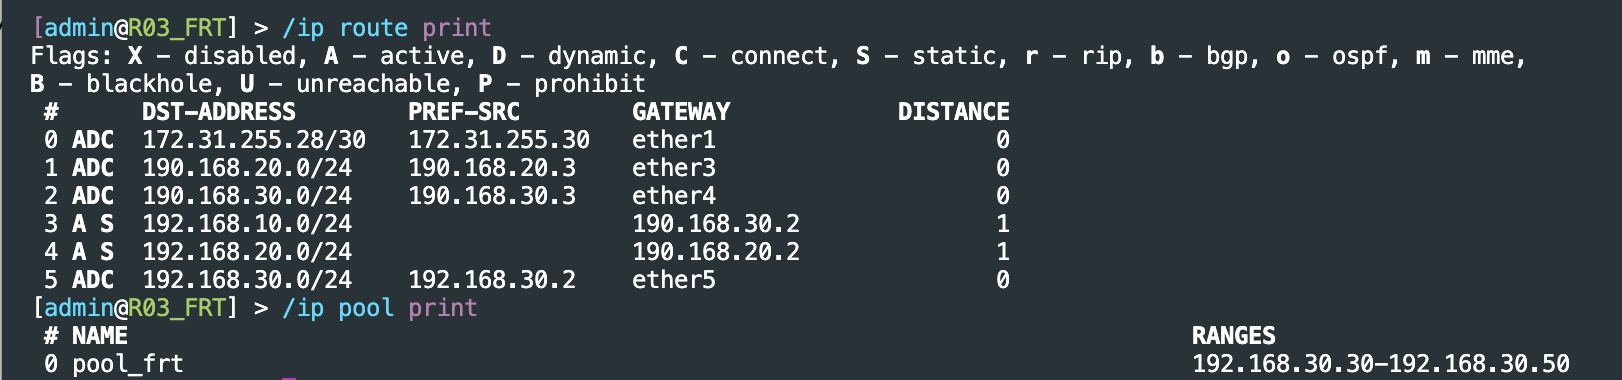 [admin@R03_FRT] > /ip route print
Flags: X - disabled, A - active, D - dynamic, C - connect, S - static, r - rip, b - bgp, o - ospf, m - mme,
B - blackhole, U - unreachable, P - prohibit
 #      DST-ADDRESS        PREF-SRC        GATEWAY            DISTANCE
 0 ADC  172.31.255.28/30   172.31.255.30   ether1                    0
 1 ADC  190.168.20.0/24    190.168.20.3    ether3                    0
 2 ADC  190.168.30.0/24    190.168.30.3    ether4                    0
 3 A S  192.168.10.0/24                    190.168.30.2              1
 4 A S  192.168.20.0/24                    190.168.20.2              1
 5 ADC  192.168.30.0/24    192.168.30.2    ether5                    0
[admin@R03_FRT] > /ip pool print
 # NAME                                                                            RANGES
 0 pool_frt                                                                        192.168.30.30-192.168.30.50